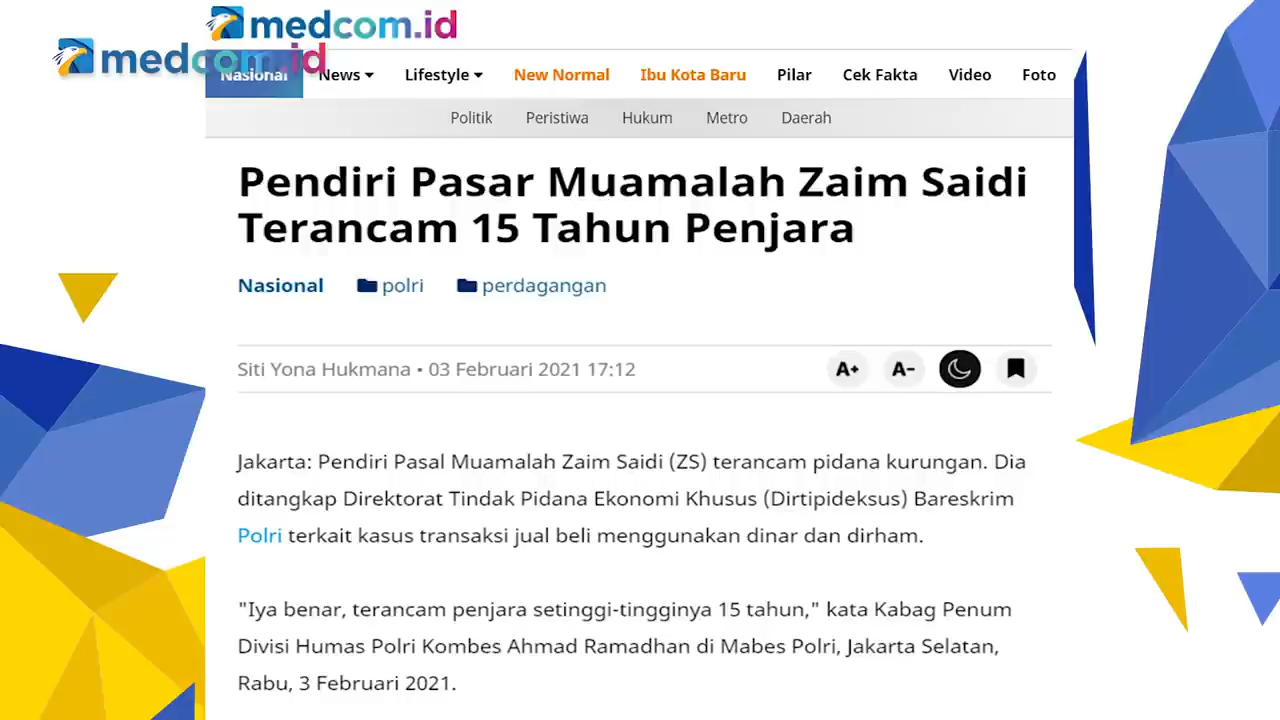 medcom.id
medcom.id
Nasional News Lifestyle New Normal Ibu Kota Baru Pilar Cek Fakta Video Foto
Politik Peristiwa Hukum Metro Daerah
Pendiri Pasar Muamalah Zaim Saidi
Terancam 15 Tahun Penjara
Nasional polri perdagangan
Siti Yona Hukmana • 03 Februari 2021 17:12
A+ A-
Jakarta: Pendiri Pasal Muamalah Zaim Saidi (ZS) terancam pidana kurungan. Dia
ditangkap Direktorat Tindak Pidana Ekonomi Khusus (Dirtipideksus) Bareskrim
Polri terkait kasus transaksi jual beli menggunakan dinar dan dirham.
"Iya benar, terancam penjara setinggi-tingginya 15 tahun," kata Kabag Penum
Divisi Humas Polri Kombes Ahmad Ramadhan di Mabes Polri, Jakarta Selatan,
Rabu, 3 Februari 2021.